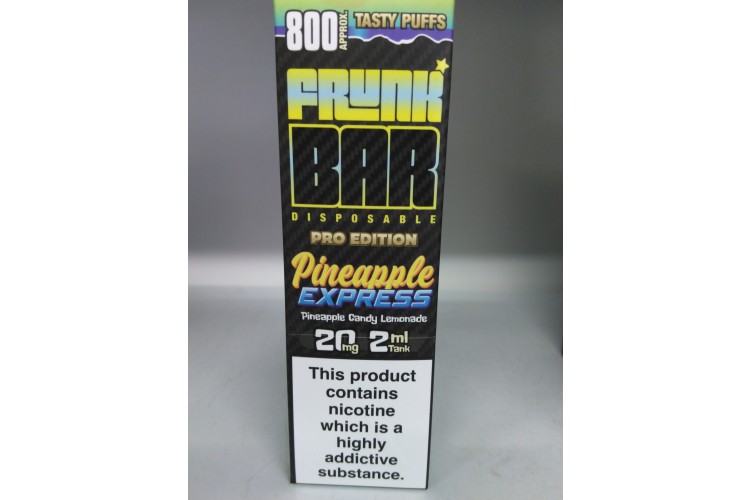 800 APPROX. TASTY PUFFS
FRUNK
BAR
DISPOSABLE
PRO EDITION
Pineapple
EXPRESS
Pineapple Candy Lemonade
20mg 2ml Tank
This product
contains
nicotine
which is a
highly
addictive
substance.